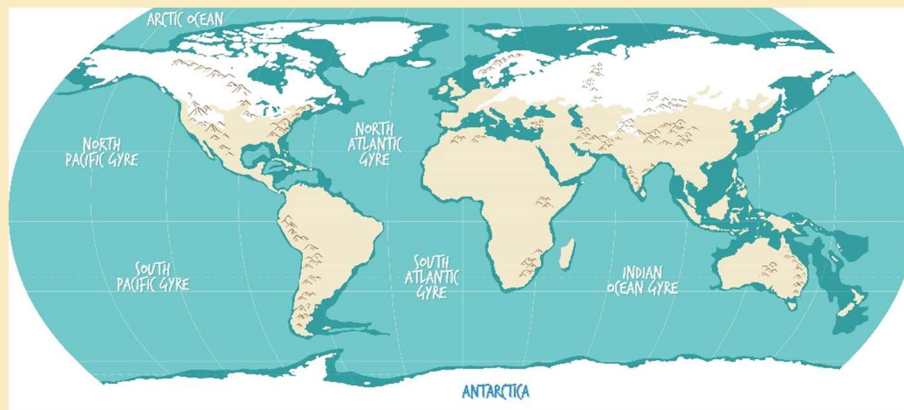 ARCTIC OCEAN
NORTH
PACIFIC GYRE
NORTH
ATLANTIC
GYRE
SOUTH
PACIFIC GYRE
SOUTH
ATLANTIC
GYRE
INDIAN
OCEAN GYRE
ANTARCTICA